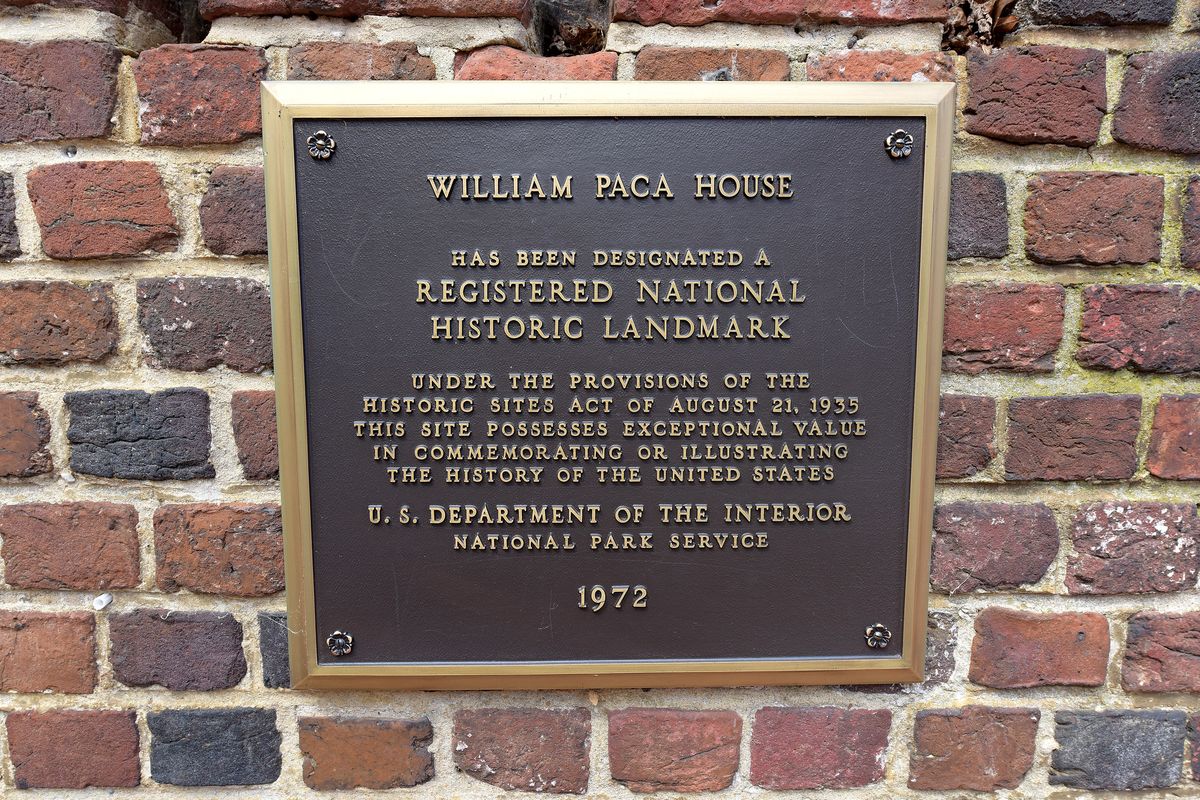 WILLIAM PACA HOUSE
HAS BEEN DESIGNATED A
REGISTERED NATIONAL
HISTORIC LANDMARK
UNDER THE PROVISIONS OF THE
HISTORIC SITES ACT OF AUGUST 21, 1935
THIS SITE POSSESSES EXCEPTIONAL VALUE
IN COMMEMORATING OR ILLUSTRATING
THE HISTORY OF THE UNITED STATES
U. S. DEPARTMENT OF THE INTERIOR
NATIONAL PARK SERVICE
1972